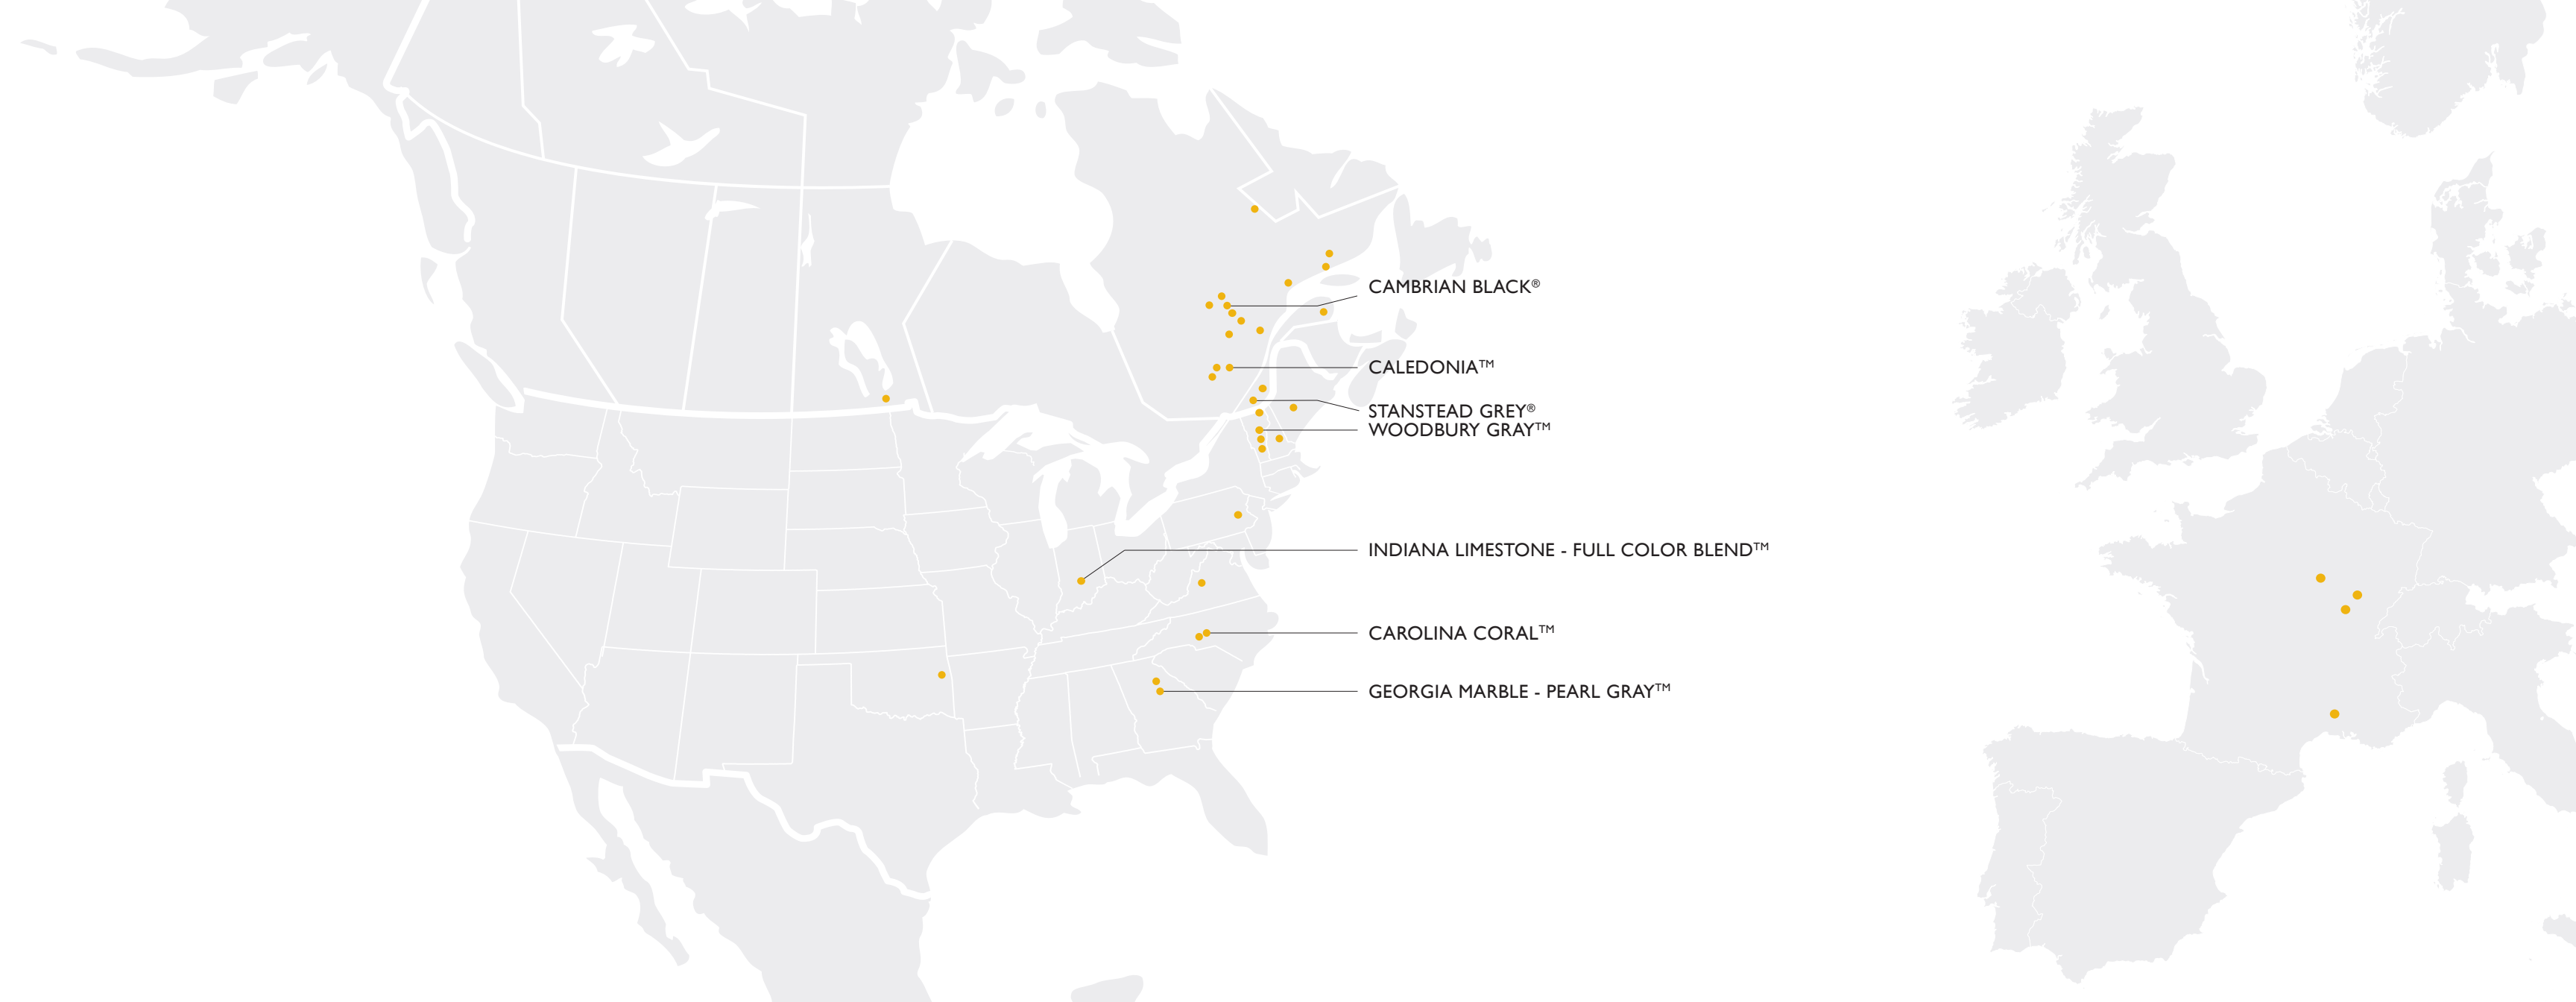 CAMBRIAN BLACK®
CALEDONIA™
STANSTEAD GREY®
WOODBURY GRAY™
INDIANA LIMESTONE - FULL COLOR BLEND™
CAROLINA CORAL™
GEORGIA MARBLE - PEARL GRAY™